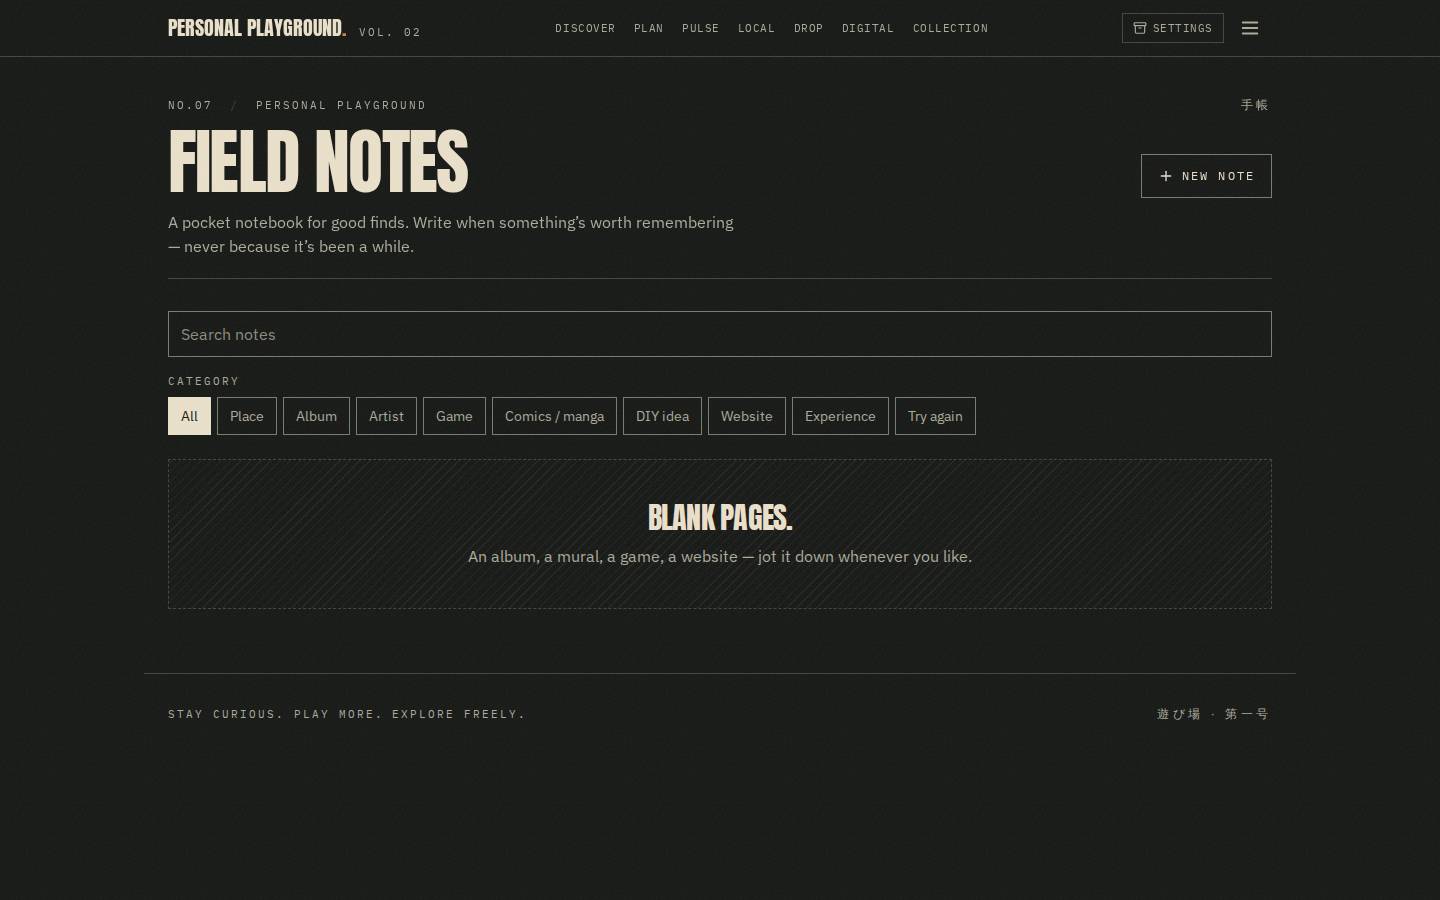 PERSONAL PLAYGROUND. VOL. 02
DISCOVER PLAN PULSE LOCAL DROP DIGITAL COLLECTION
SETTINGS
NO.07 / PERSONAL PLAYGROUND
手帳
FIELD NOTES
+ NEW NOTE
A pocket notebook for good finds. Write when something’s worth remembering
— never because it’s been a while.
Search notes
CATEGORY
All Place Album Artist Game Comics / manga DIY idea Website Experience Try again
BLANK PAGES.
An album, a mural, a game, a website — jot it down whenever you like.
STAY CURIOUS. PLAY MORE. EXPLORE FREELY.
遊び場 · 第一号